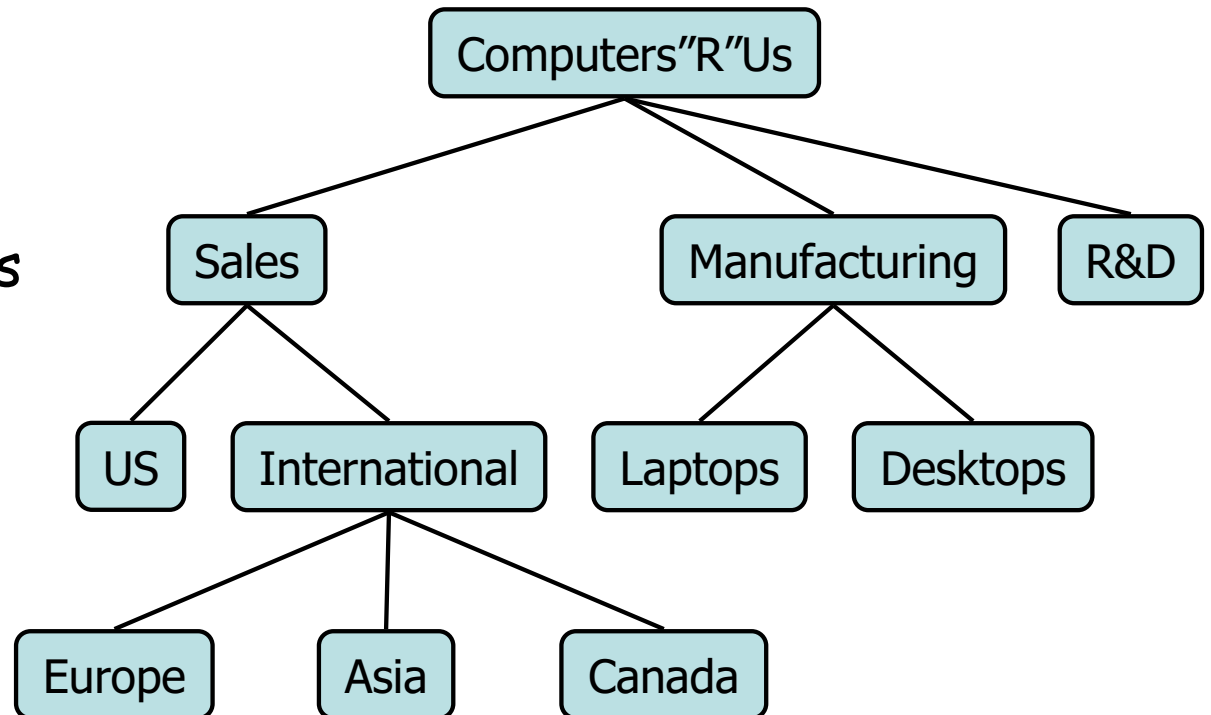 Computers”R”Us
s
Sales
Manufacturing
R&D
US
International
Laptops
Desktops
Europe
Asia
Canada